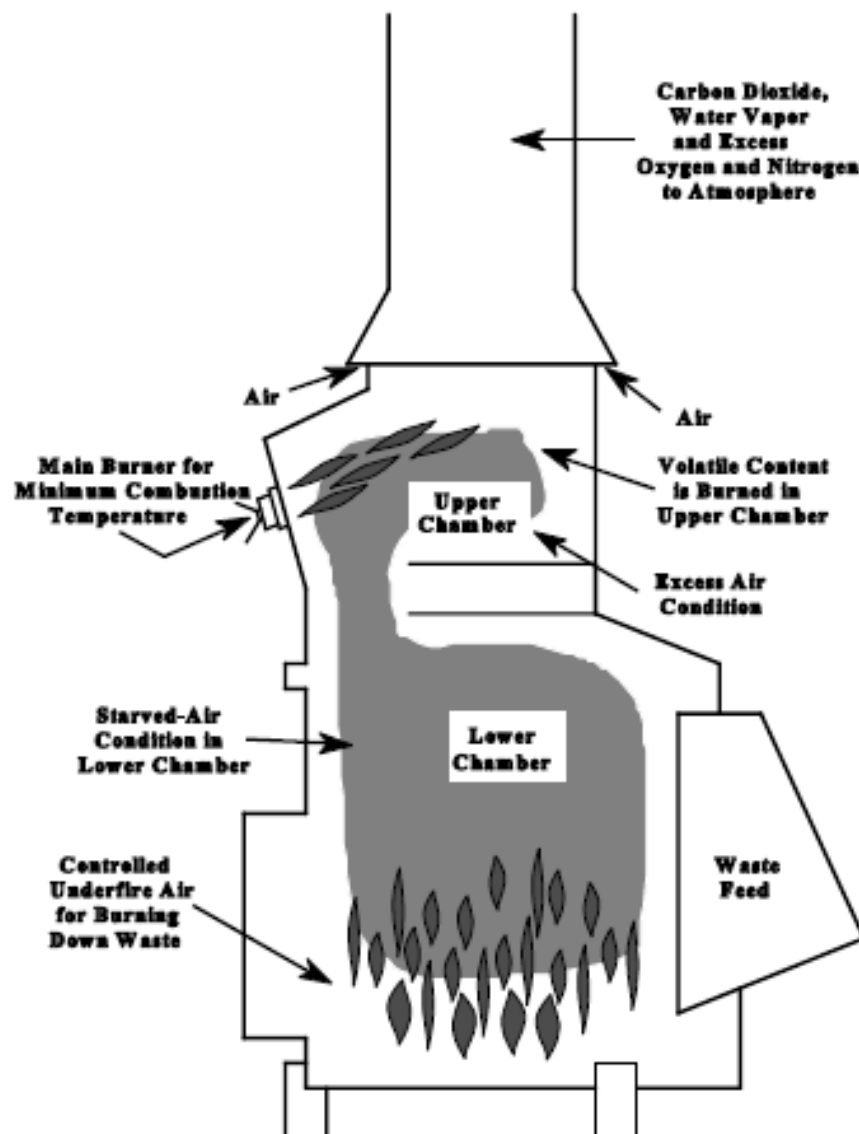 Carbon Dioxide,
Water Vapor
and Excess
Oxygen and Nitrogen
to Atmosphere
Air
Air
Main Burner for
Minimum Combustion
Temperature
Volatile Content
is Burned in
Upper Chamber
Upper
Chamber
Excess Air
Condition
Starved-Air
Condition in
Lower Chamber
Lower
Chamber
Controlled
Underfire Air
for Burning
Down Waste
Waste
Feed